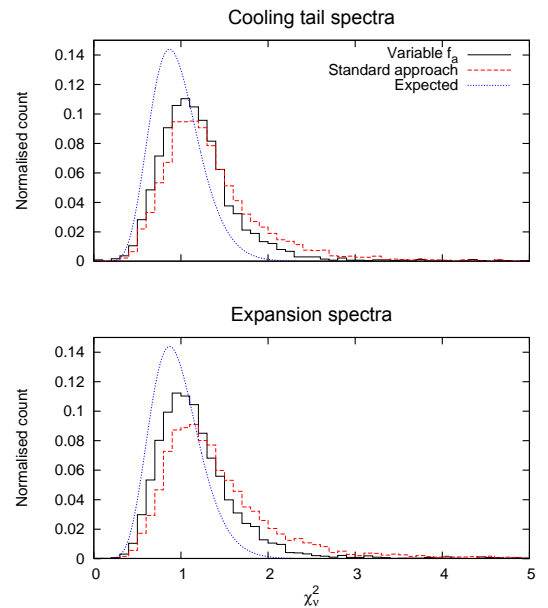 Cooling tail spectra
Normalised count
0.14
0.12
0.1
0.08
0.06
0.04
0.02
0
Variable f_a
Standard approach
Expected
Expansion spectra
Normalised count
0.14
0.12
0.1
0.08
0.06
0.04
0.02
0
0 1 2 3 4 5
χ²_ν